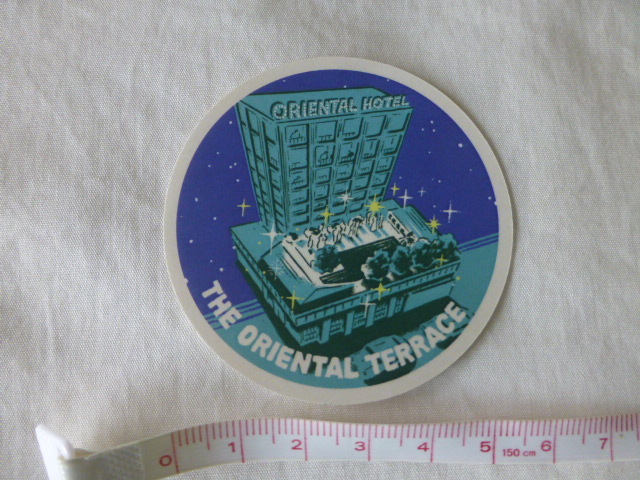 ORIENTAL HOTEL
THE ORIENTAL TERRACE
0 1 2 3 4 5 150 cm 6 7